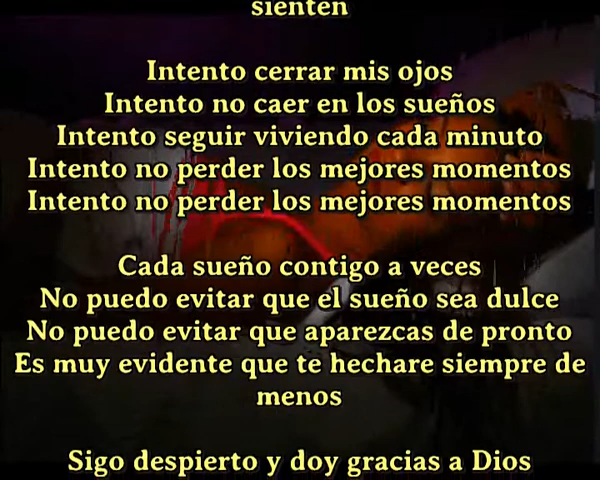 sienten
Intento cerrar mis ojos
Intento no caer en los sueños
Intento seguir viviendo cada minuto
Intento no perder los mejores momentos
Intento no perder los mejores momentos
Cada sueño contigo a veces
No puedo evitar que el sueño sea dulce
No puedo evitar que aparezcas de pronto
Es muy evidente que te hechare siempre de
menos
Sigo despierto y doy gracias a Dios